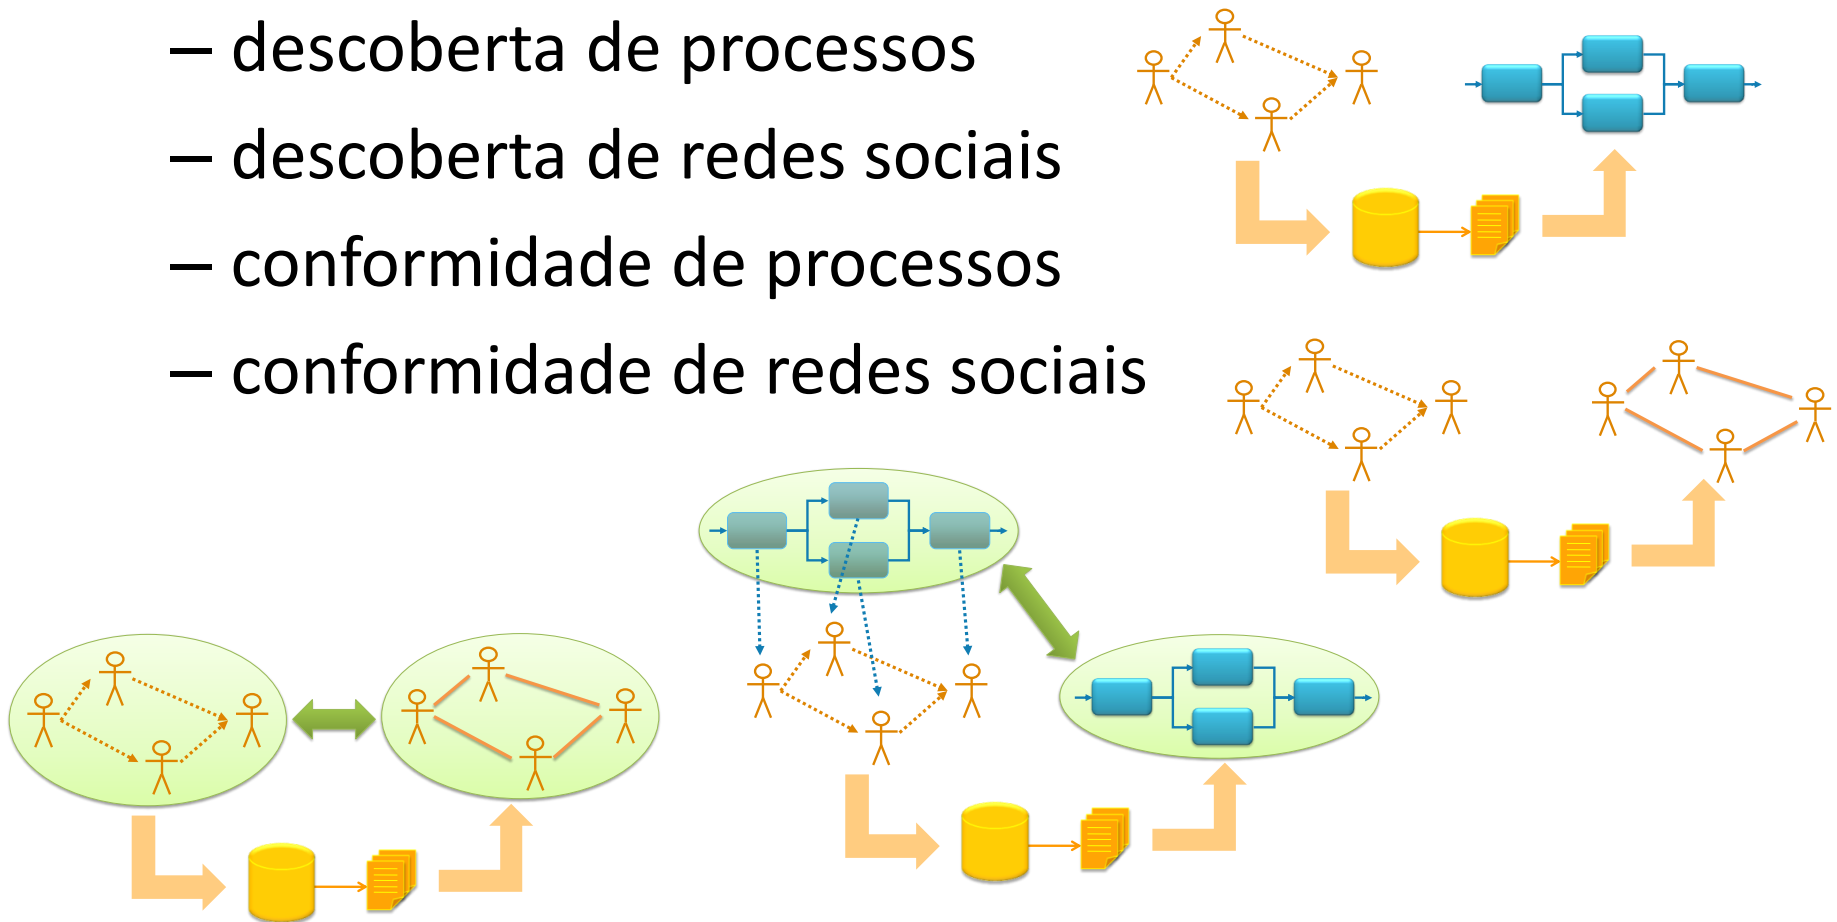 – descoberta de processos
– descoberta de redes sociais
– conformidade de processos
– conformidade de redes sociais